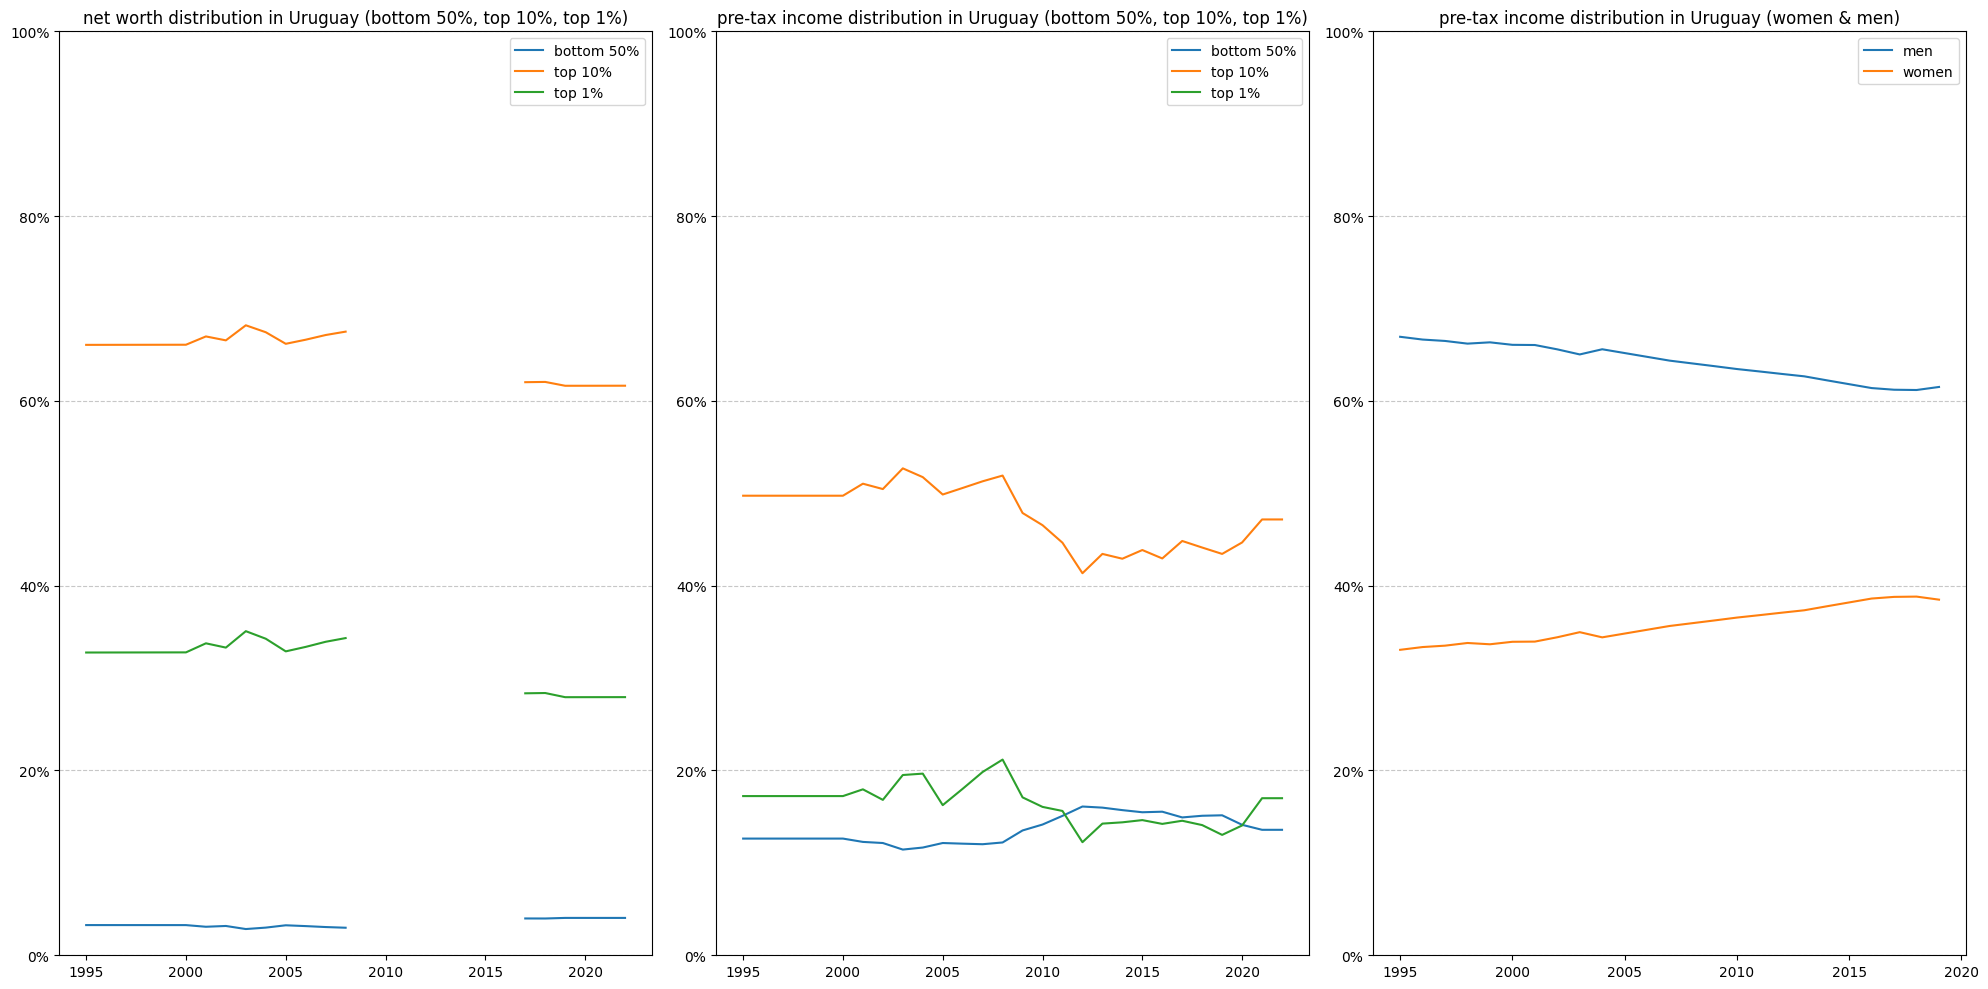 net worth distribution in Uruguay (bottom 50%, top 10%, top 1%)
100%
80%
60%
40%
20%
0%
1995 2000 2005 2010 2015 2020
bottom 50%
top 10%
top 1%
pre-tax income distribution in Uruguay (bottom 50%, top 10%, top 1%)
100%
80%
60%
40%
20%
0%
1995 2000 2005 2010 2015 2020
bottom 50%
top 10%
top 1%
pre-tax income distribution in Uruguay (women & men)
100%
80%
60%
40%
20%
0%
1995 2000 2005 2010 2015 2020
men
women